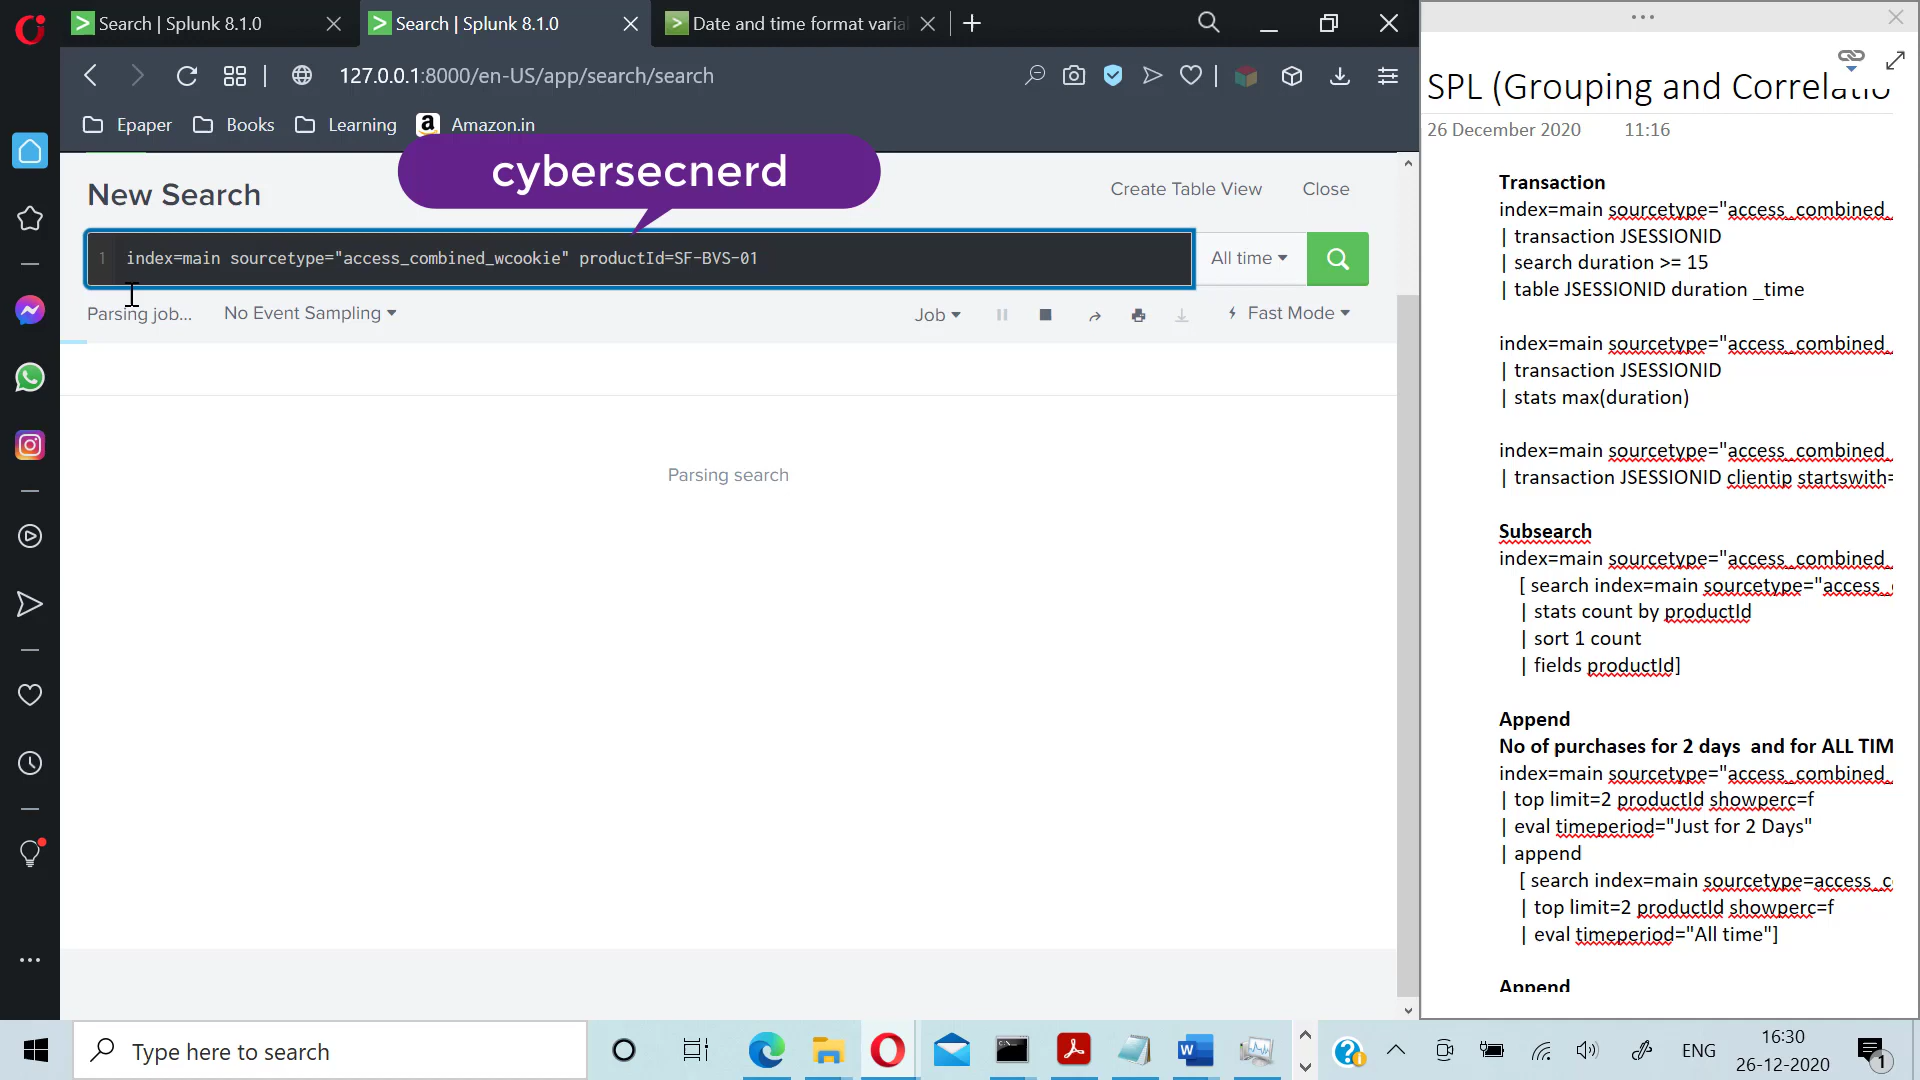 Search | Splunk 8.1.0
Search | Splunk 8.1.0
Date and time format varia
127.0.0.1:8000/en-US/app/search/search
Epaper
Books
Learning
Amazon.in
cybersecnerd
New Search
Create Table View
Close
1 index=main sourcetype="access_combined_wcookie" productId=SF-BVS-01
All time
Parsing job...
No Event Sampling
Job
Fast Mode
Parsing search
SPL (Grouping and Correlatio
26 December 2020 11:16
Transaction
index=main sourcetype="access_combined_
| transaction JSESSIONID
| search duration >= 15
| table JSESSIONID duration _time
index=main sourcetype="access_combined_
| transaction JSESSIONID
| stats max(duration)
index=main sourcetype="access_combined_
| transaction JSESSIONID clientip startswith=
Subsearch
index=main sourcetype="access_combined_
[ search index=main sourcetype="access_
| stats count by productId
| sort 1 count
| fields productId]
Append
No of purchases for 2 days and for ALL TIM
index=main sourcetype="access_combined_
| top limit=2 productId showperc=f
| eval timeperiod="Just for 2 Days"
| append
[ search index=main sourcetype=access_c
| top limit=2 productId showperc=f
| eval timeperiod="All time"]
Append
Type here to search
ENG
16:30
26-12-2020
1